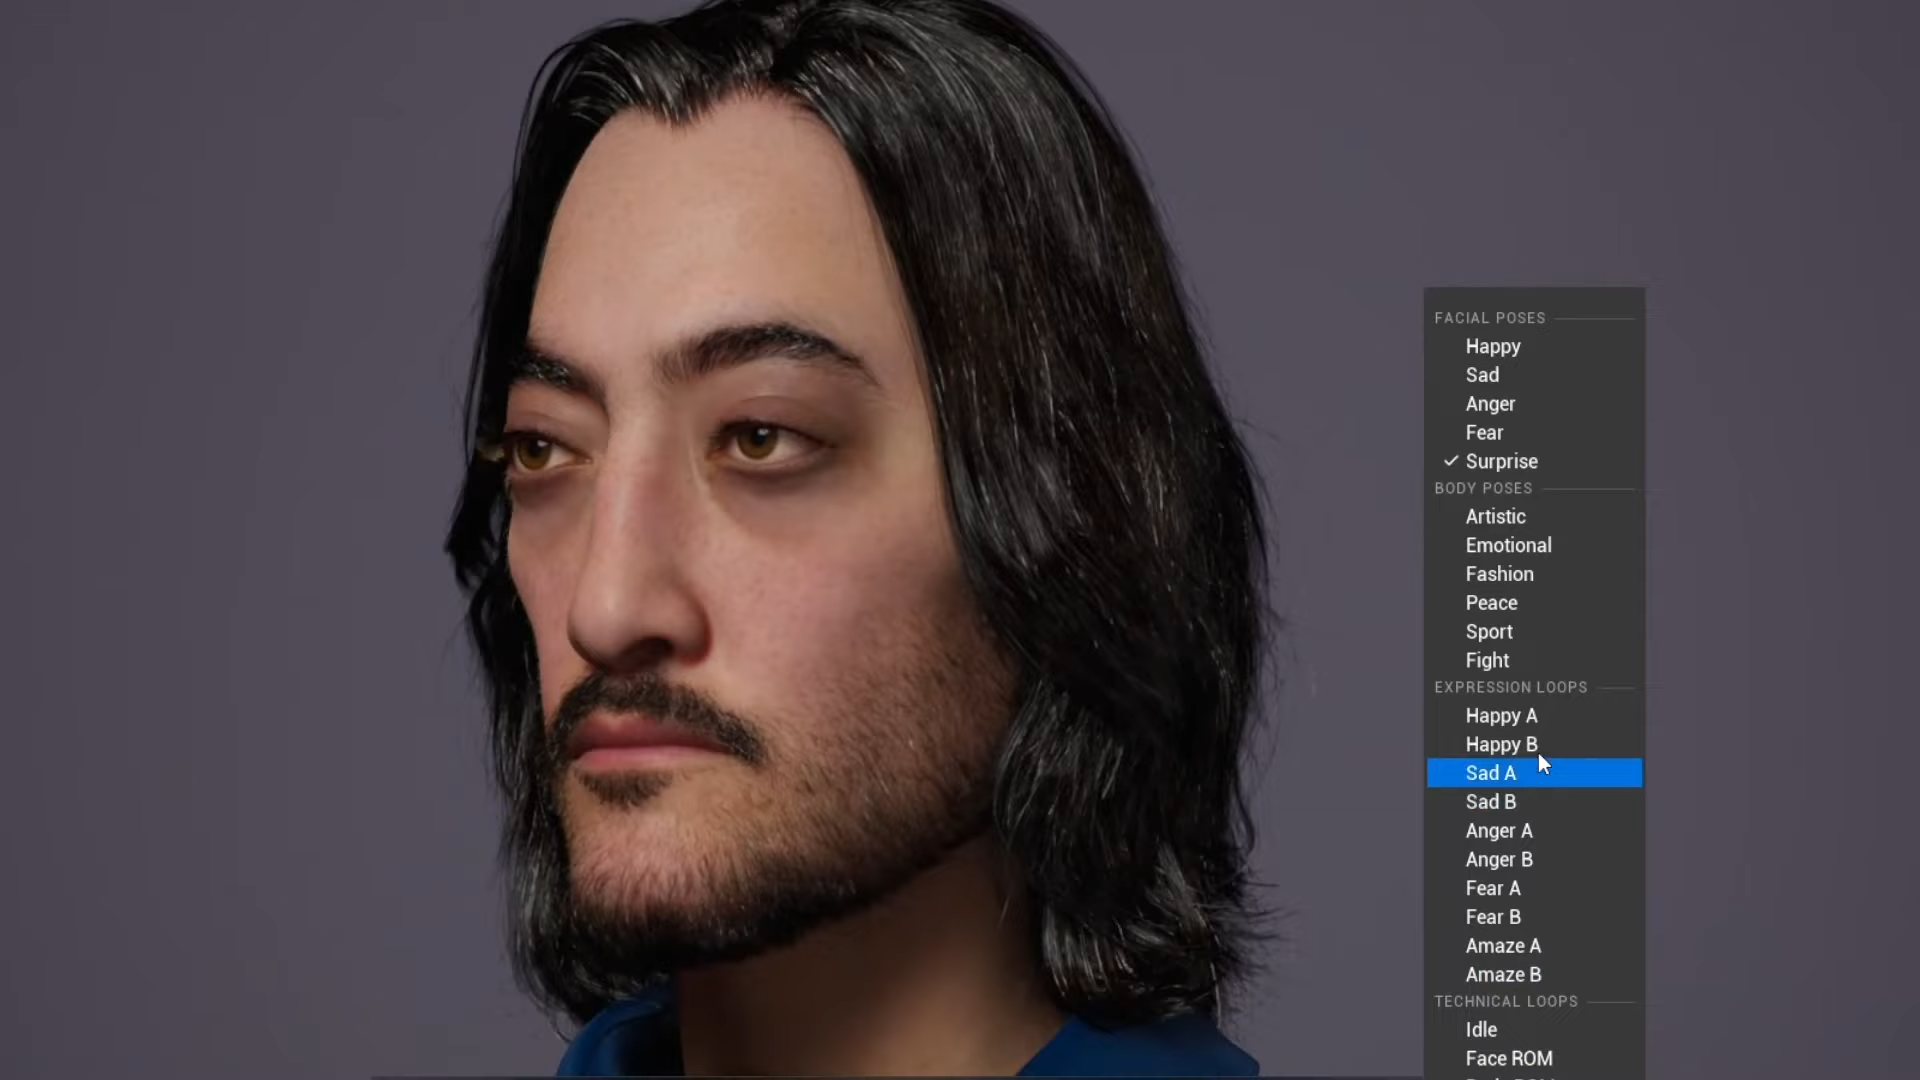 FACIAL POSES
Happy
Sad
Anger
Fear
Surprise
BODY POSES
Artistic
Emotional
Fashion
Peace
Sport
Fight
EXPRESSION LOOPS
Happy A
Happy B
Sad A
Sad B
Anger A
Anger B
Fear A
Fear B
Amaze A
Amaze B
TECHNICAL LOOPS
Idle
Face ROM